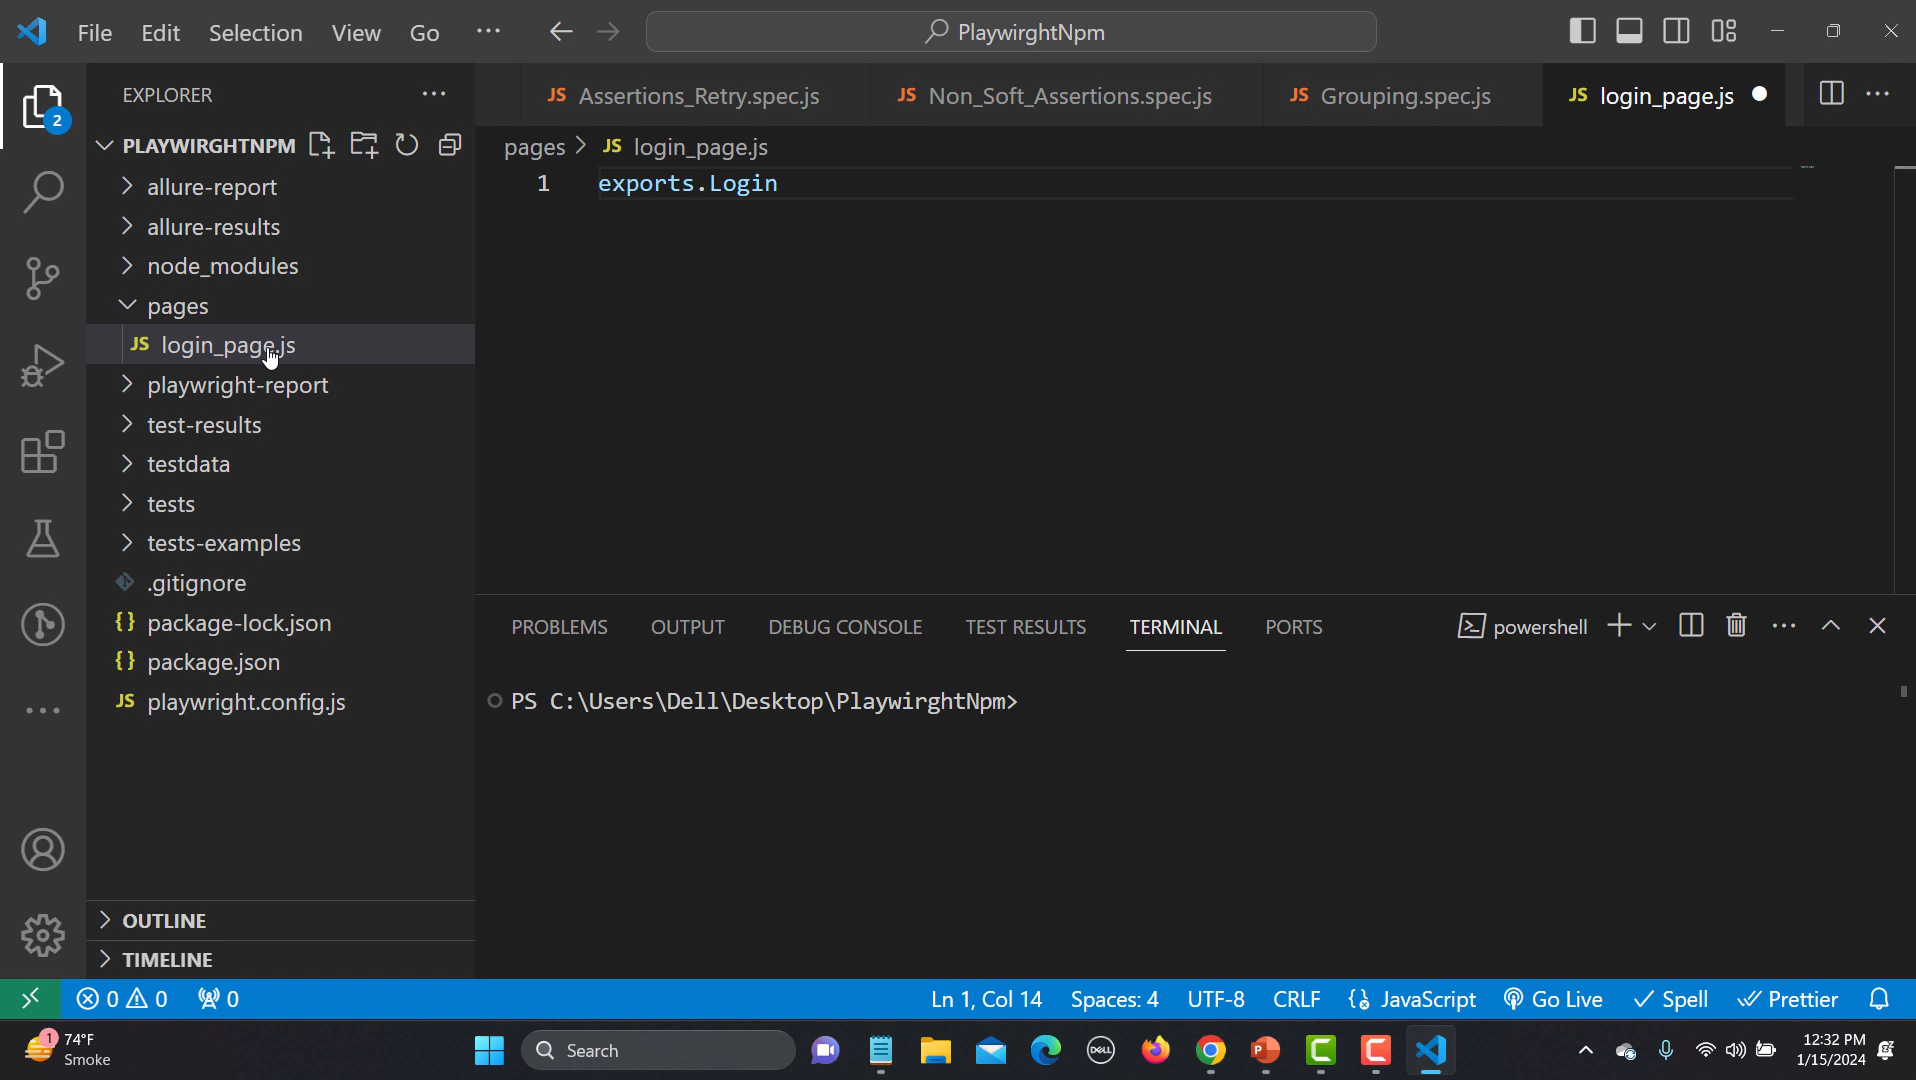 File Edit Selection View Go ··· PlaywirghtNpm
EXPLORER ···
2
JS Assertions_Retry.spec.js JS Non_Soft_Assertions.spec.js JS Grouping.spec.js JS login_page.js ···
PLAYWIRGHTNPM
pages > JS login_page.js
1 exports.Login
allure-report
allure-results
node_modules
pages
JS login_page.js
playwright-report
test-results
testdata
tests
tests-examples
.gitignore
{} package-lock.json
{} package.json
JS playwright.config.js
PROBLEMS OUTPUT DEBUG CONSOLE TEST RESULTS TERMINAL PORTS powershell ···
PS C:\Users\Dell\Desktop\PlaywirghtNpm>
OUTLINE
TIMELINE
0 0 0 Ln 1, Col 14 Spaces: 4 UTF-8 CRLF JavaScript Go Live Spell Prettier
1 74°F
Smoke
Search
DELL
P
C
C
12:32 PM
1/15/2024